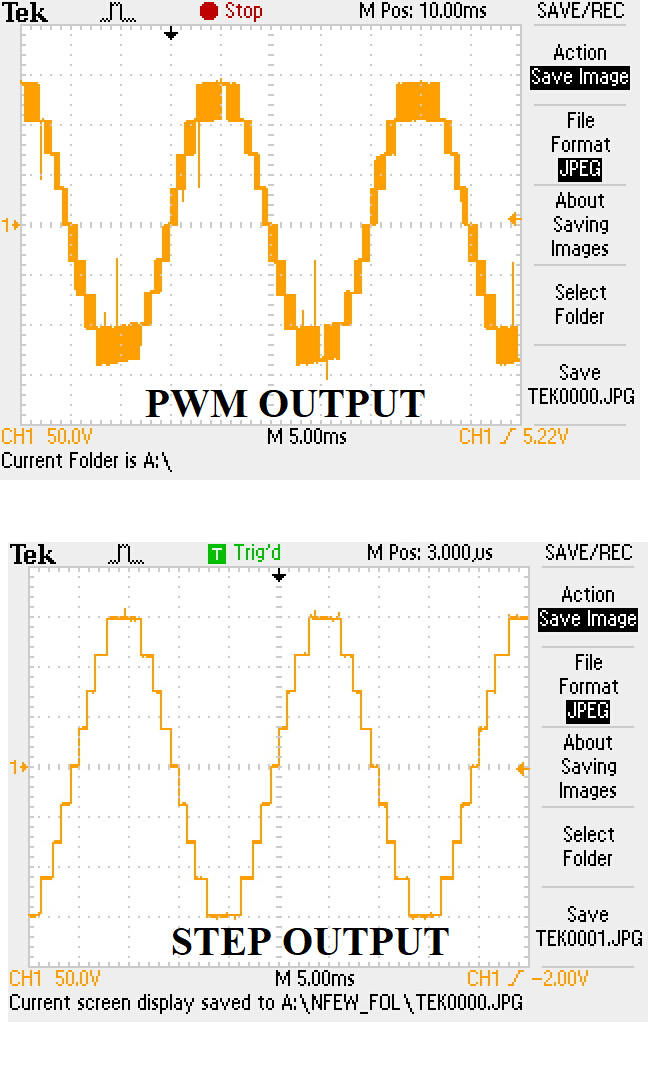 Tek Stop M Pos: 10.00ms SAVE/REC
Action
Save Image
File
Format
JPEG
About
Saving
Images
Select
Folder
Save
TEK0000.JPG
1
PWM OUTPUT
CH1 50.0V M 5.00ms CH1 5.22V
Current Folder is A:\
Tek T Trig'd M Pos: 3.000µs SAVE/REC
Action
Save Image
File
Format
JPEG
About
Saving
Images
Select
Folder
Save
TEK0001.JPG
1
STEP OUTPUT
CH1 50.0V M 5.00ms CH1 -2.00V
Current screen display saved to A:\NFEW_FOL\TEK0000.JPG